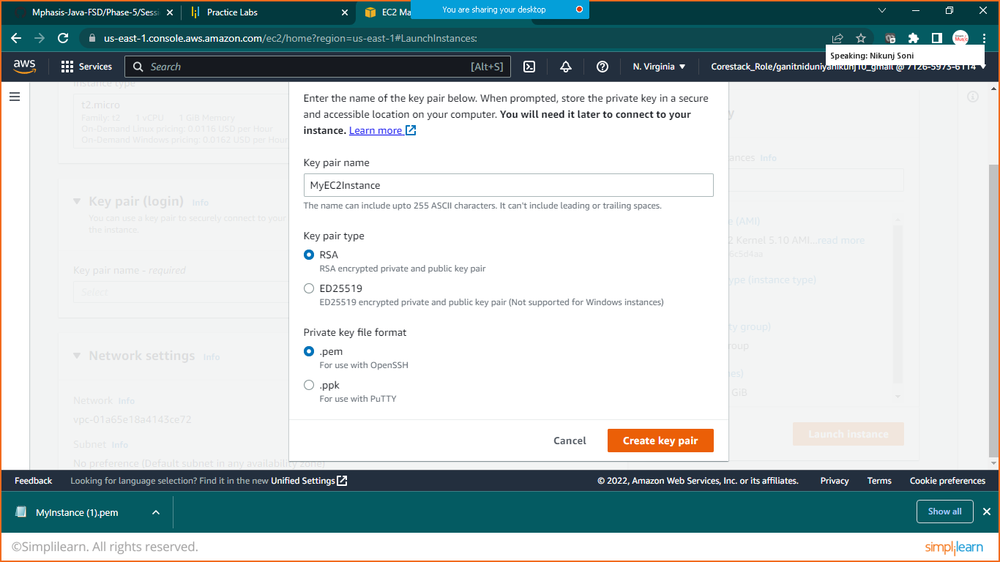 Mphasis-Java-FSD/Phase-5/Sessi
Practice Labs
EC2 Ma
You are sharing your desktop
us-east-1.console.aws.amazon.com/ec2/home?region=us-east-1#LaunchInstances:
Speaking: Nikunj Soni
aws
Services
Search
[Alt+S]
N. Virginia
Corestack_Role/ganitniduniyanikunj10_gmail @ 7126-5973-6114
Instance type
t2.micro
Family: t2 1 vCPU 1 GiB Memory
On-Demand Linux pricing: 0.0116 USD per Hour
On-Demand Windows pricing: 0.0162 USD per Hour
Key pair (login) Info
You can use a key pair to securely connect to your
the instance.
Key pair name - required
Select
Network settings Info
Network Info
vpc-01a65e18a4143ce72
Subnet Info
No preference (Default subnet in any availability zone)
Enter the name of the key pair below. When prompted, store the private key in a secure
and accessible location on your computer. You will need it later to connect to your
instance. Learn more
Key pair name
MyEC2Instance
The name can include upto 255 ASCII characters. It can't include leading or trailing spaces.
Key pair type
RSA
RSA encrypted private and public key pair
ED25519
ED25519 encrypted private and public key pair (Not supported for Windows instances)
Private key file format
.pem
For use with OpenSSH
.ppk
For use with PuTTY
Cancel
Create key pair
y
ances Info
e (AMI)
2 Kernel 5.10 AMI...read more
6c5d4aa
ype (instance type)
ty group)
roup
es)
GiB
Launch instance
Feedback
Looking for language selection? Find it in the new Unified Settings
© 2022, Amazon Web Services, Inc. or its affiliates.
Privacy
Terms
Cookie preferences
MyInstance (1).pem
Show all
©Simplilearn. All rights reserved.
simplilearn